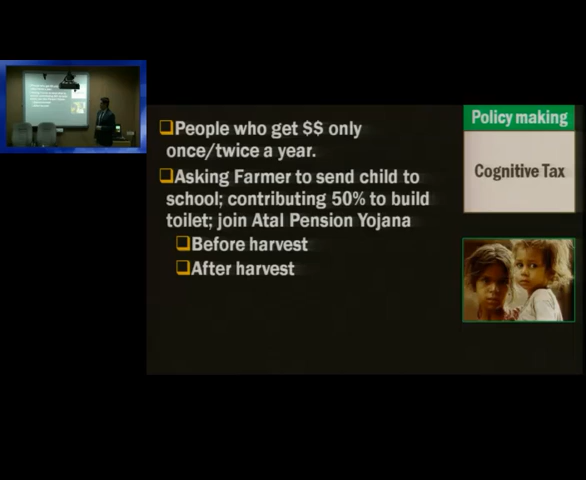 People who get $$ only
once/twice a year.
Asking Farmer to send child to
school; contributing 50% to build
toilet; join Atal Pension Yojana
Before harvest
After harvest
Policy making
Cognitive Tax